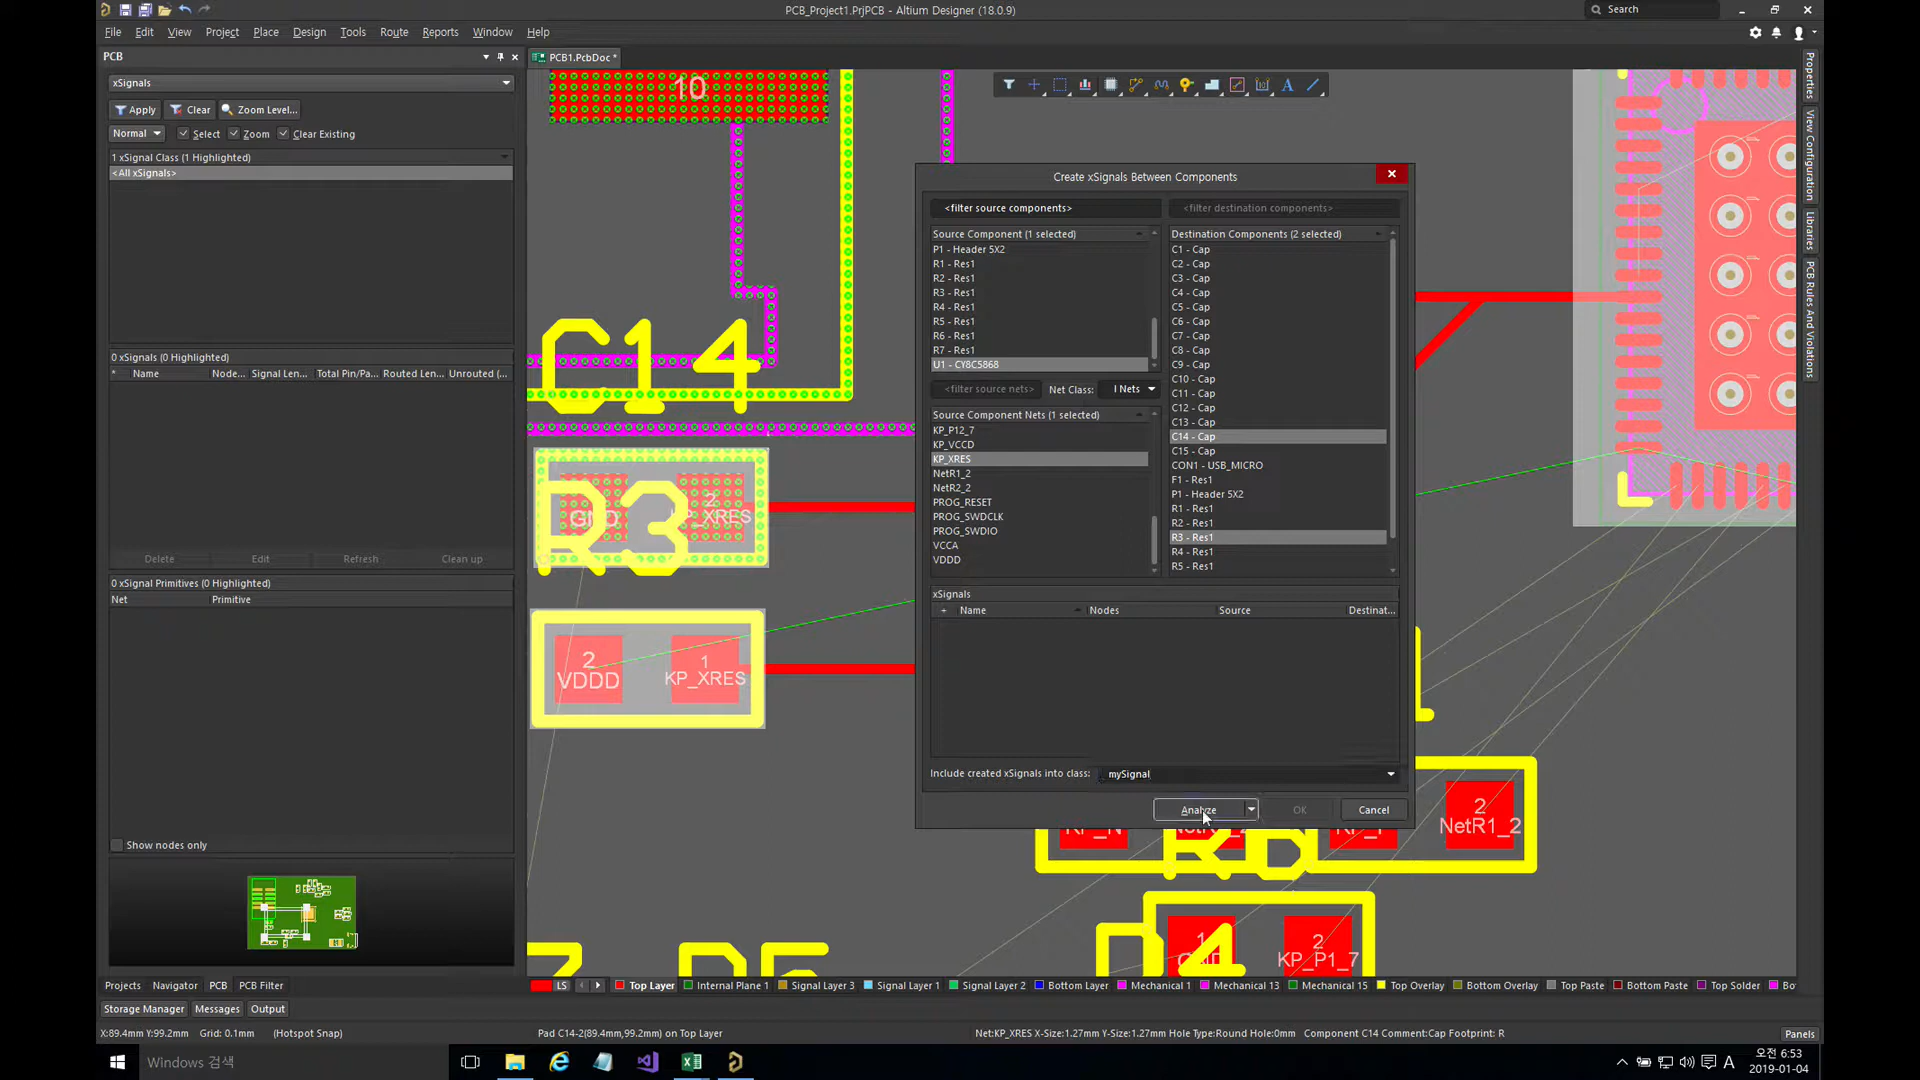 PCB_Project1.PrjPCB - Altium Designer (18.0.9)
Search
File Edit View Project Place Design Tools Route Reports Window Help
PCB
PCB1.PcbDoc *
xSignals
Apply Clear Zoom Level...
Normal Select Zoom Clear Existing
1 xSignal Class (1 Highlighted)
<All xSignals>
0 xSignals (0 Highlighted)
* Name Node... Signal Len... Total Pin/Pa... Routed Len... Unrouted (...
Delete Edit Refresh Clean up
0 xSignal Primitives (0 Highlighted)
Net Primitive
Show nodes only
10
C14
R3
GND
2
KP_XRES
2
VDDD
1
KP_XRES
Create xSignals Between Components
<filter source components>
<filter destination components>
Source Component (1 selected)
P1 - Header 5X2
R1 - Res1
R2 - Res1
R3 - Res1
R4 - Res1
R5 - Res1
R6 - Res1
R7 - Res1
U1 - CY8C5868
<filter source nets> Net Class: l Nets
Source Component Nets (1 selected)
KP_P12_7
KP_VCCD
KP_XRES
NetR1_2
NetR2_2
PROG_RESET
PROG_SWDCLK
PROG_SWDIO
VCCA
VDDD
Destination Components (2 selected)
C1 - Cap
C2 - Cap
C3 - Cap
C4 - Cap
C5 - Cap
C6 - Cap
C7 - Cap
C8 - Cap
C9 - Cap
C10 - Cap
C11 - Cap
C12 - Cap
C13 - Cap
C14 - Cap
C15 - Cap
CON1 - USB_MICRO
F1 - Res1
P1 - Header 5X2
R1 - Res1
R2 - Res1
R3 - Res1
R4 - Res1
R5 - Res1
xSignals
+ Name Nodes Source Destinat...
Include created xSignals into class: mySignal
Analyze OK Cancel
2
NetR1_2
2
KP_P1_7
Properties
View Configuration
Libraries
PCB Rules And Violations
Projects Navigator PCB PCB Filter
LS Top Layer Internal Plane 1 Signal Layer 3 Signal Layer 1 Signal Layer 2 Bottom Layer Mechanical 1 Mechanical 13 Mechanical 15 Top Overlay Bottom Overlay Top Paste Bottom Paste Top Solder Bo
Storage Manager Messages Output
X:89.4mm Y:99.2mm Grid: 0.1mm (Hotspot Snap) Pad C14-2(89.4mm,99.2mm) on Top Layer Net:KP_XRES X-Size:1.27mm Y-Size:1.27mm Hole Type:Round Hole:0mm Component C14 Comment:Cap Footprint: R Panels
Windows 검색
A
오전 6:53
2019-01-04